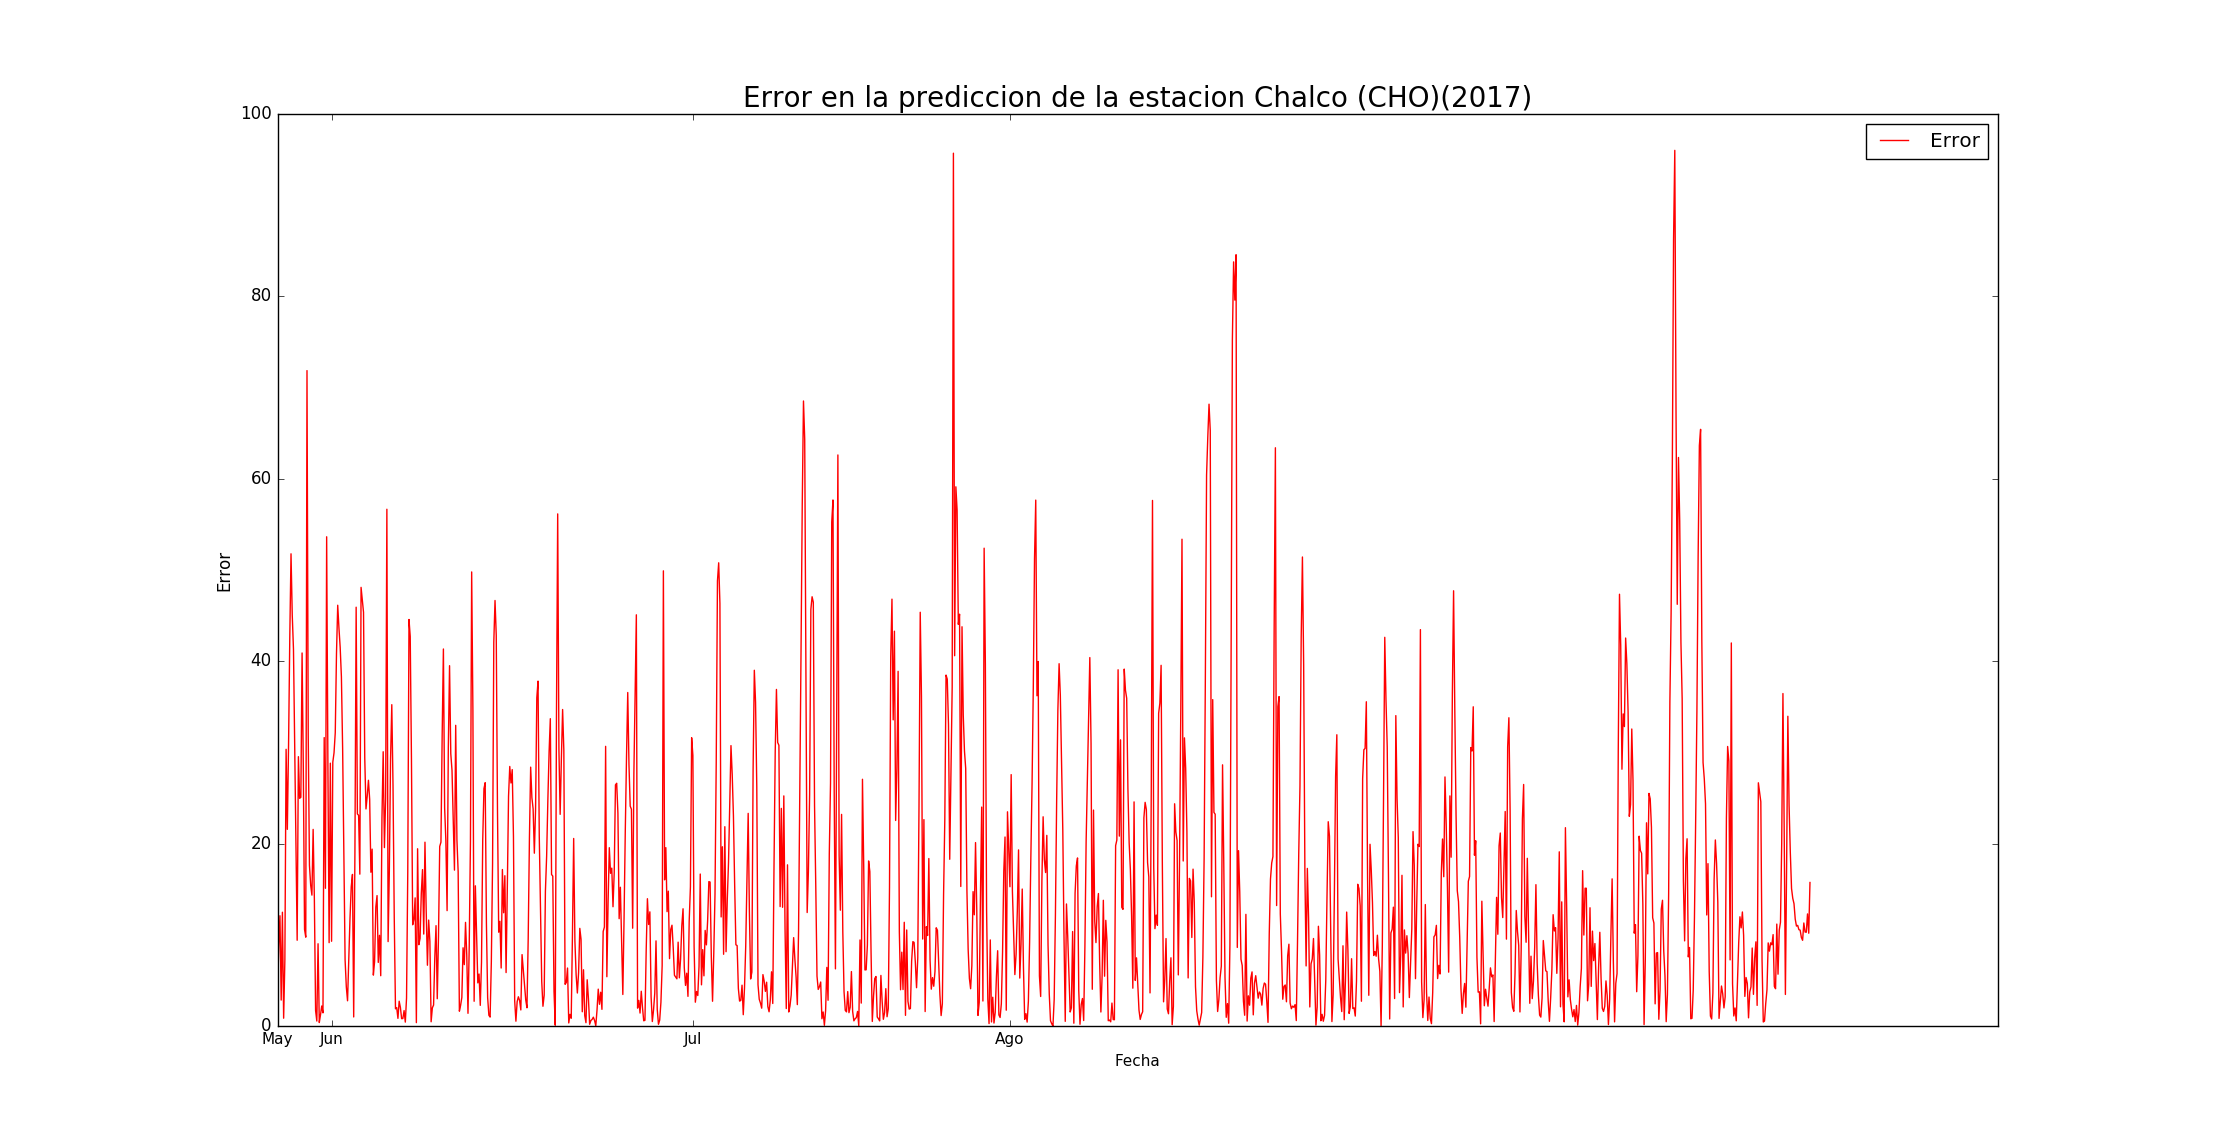 Error en la prediccion de la estacion Chalco (CHO)(2017)
100
80
60
40
20
0
Error
Error
May Jun Jul Ago
Fecha